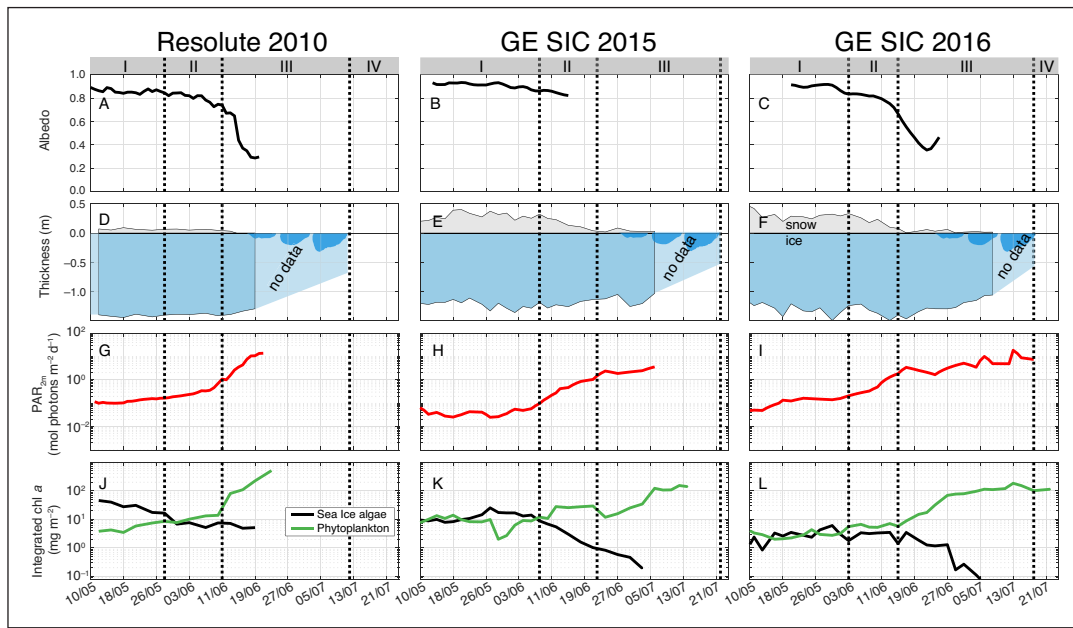 Resolute 2010 GE SIC 2015 GE SIC 2016
I II III IV I II III I II III IV
Albedo
1.0
0.8
0.6
0.4
0.2
0.0
A B C
Thickness (m)
0.5
0.0
−0.5
−1.0
D E F
snow
ice
no data no data no data
PAR2m
(mol photons m−2 d−1)
10²
10⁰
10−2
G H I
Integrated chl a
(mg m−2)
10²
10¹
10⁰
10−1
J K L
Sea Ice algae
Phytoplankton
10/05 18/05 26/05 03/06 11/06 19/06 27/06 05/07 13/07 21/07 10/05 18/05 26/05 03/06 11/06 19/06 27/06 05/07 13/07 21/07 10/05 18/05 26/05 03/06 11/06 19/06 27/06 05/07 13/07 21/07